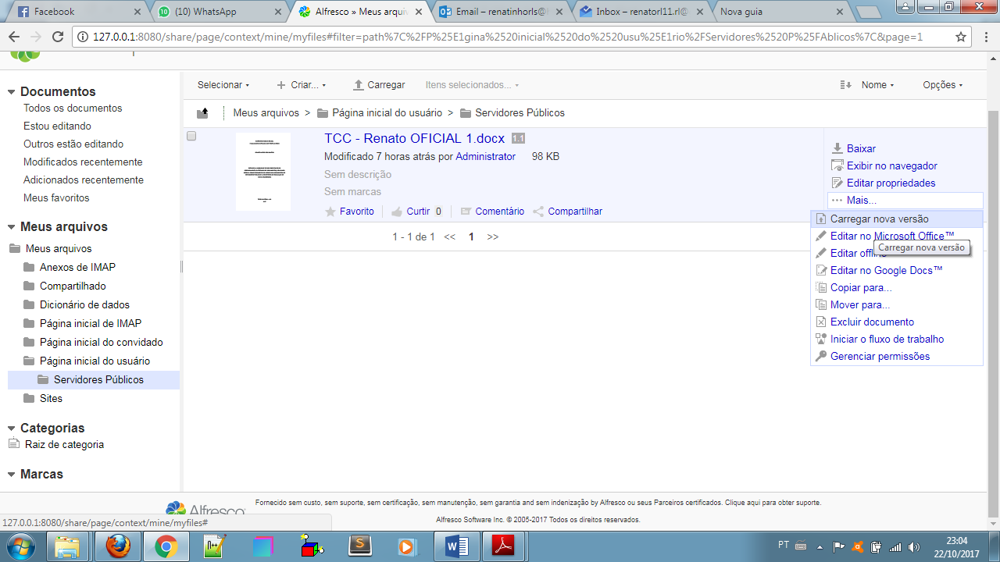 Facebook
(10) WhatsApp
Alfresco » Meus arquiv
Email – renatinhorls@h
Inbox – renatorl11.rl@
Nova guia
127.0.0.1:8080/share/page/context/mine/myfiles#filter=path%7C%2FP%25E1gina%2520inicial%2520do%2520usu%25E1rio%2FServidores%2520P%25FAblicos%7C&page=1
Documentos
Todos os documentos
Estou editando
Outros estão editando
Modificados recentemente
Adicionados recentemente
Meus favoritos
Meus arquivos
Meus arquivos
Anexos de IMAP
Compartilhado
Dicionário de dados
Página inicial de IMAP
Página inicial do convidado
Página inicial do usuário
Servidores Públicos
Sites
Categorias
Raiz de categoria
Marcas
Selecionar
Criar...
Carregar
Itens selecionados...
Nome
Opções
Meus arquivos > Página inicial do usuário > Servidores Públicos
TCC - Renato OFICIAL 1.docx 1.1
Modificado 7 horas atrás por Administrator 98 KB
Sem descrição
Sem marcas
Favorito Curtir 0 Comentário Compartilhar
1 - 1 de 1 << 1 >>
Baixar
Exibir no navegador
Editar propriedades
Mais...
Carregar nova versão
Editar no Microsoft Office™
Carregar nova versão
Editar offline
Editar no Google Docs™
Copiar para...
Mover para...
Excluir documento
Iniciar o fluxo de trabalho
Gerenciar permissões
Alfresco
Fornecido sem custo, sem suporte, sem certificação, sem manutenção, sem garantia and sem indenização by Alfresco ou seus Parceiros certificados. Clique aqui para obter suporte.
Alfresco Software Inc. © 2005-2017 Todos os direitos reservados.
127.0.0.1:8080/share/page/context/mine/myfiles#
PT
23:04
22/10/2017